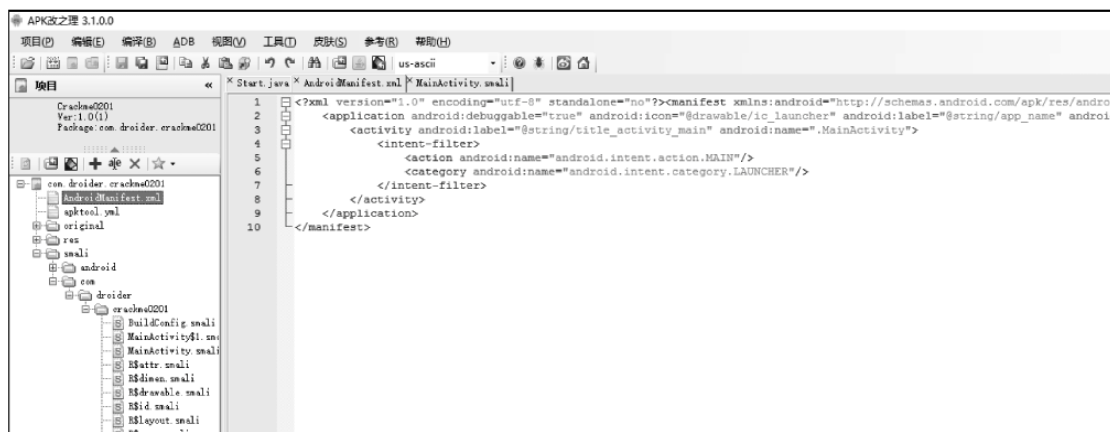 APK改之理 3.1.0.0
项目(P) 编辑(E) 编译(B) ADB 视图(V) 工具(T) 皮肤(S) 参考(R) 帮助(H)
us-ascii
项目 «
Crackme0201
Ver:1.0(1)
Package:com.droider.crackme0201
com.droider.crackme0201
AndroidManifest.xml
apktool.yml
original
res
smali
android
com
droider
crackme0201
BuildConfig.smali
MainActivity$1.sma
MainActivity.smali
R$attr.smali
R$dimen.smali
R$drawable.smali
R$id.smali
R$layout.smali
Start.java AndroidManifest.xml MainActivity.smali
1 <?xml version="1.0" encoding="utf-8" standalone="no"?><manifest xmlns:android="http://schemas.android.com/apk/res/andro
2 <application android:debuggable="true" android:icon="@drawable/ic_launcher" android:label="@string/app_name" androi
3 <activity android:label="@string/title_activity_main" android:name=".MainActivity">
4 <intent-filter>
5 <action android:name="android.intent.action.MAIN"/>
6 <category android:name="android.intent.category.LAUNCHER"/>
7 </intent-filter>
8 </activity>
9 </application>
10 </manifest>